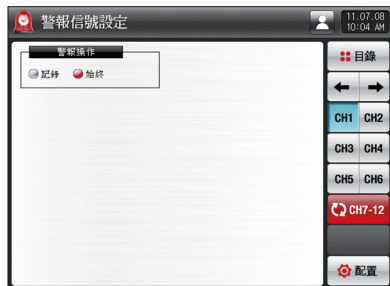 警報信號設定
11.07.08
10:04 AM
警報操作
記錄 始終
目錄
CH1 CH2
CH3 CH4
CH5 CH6
CH7-12
配置